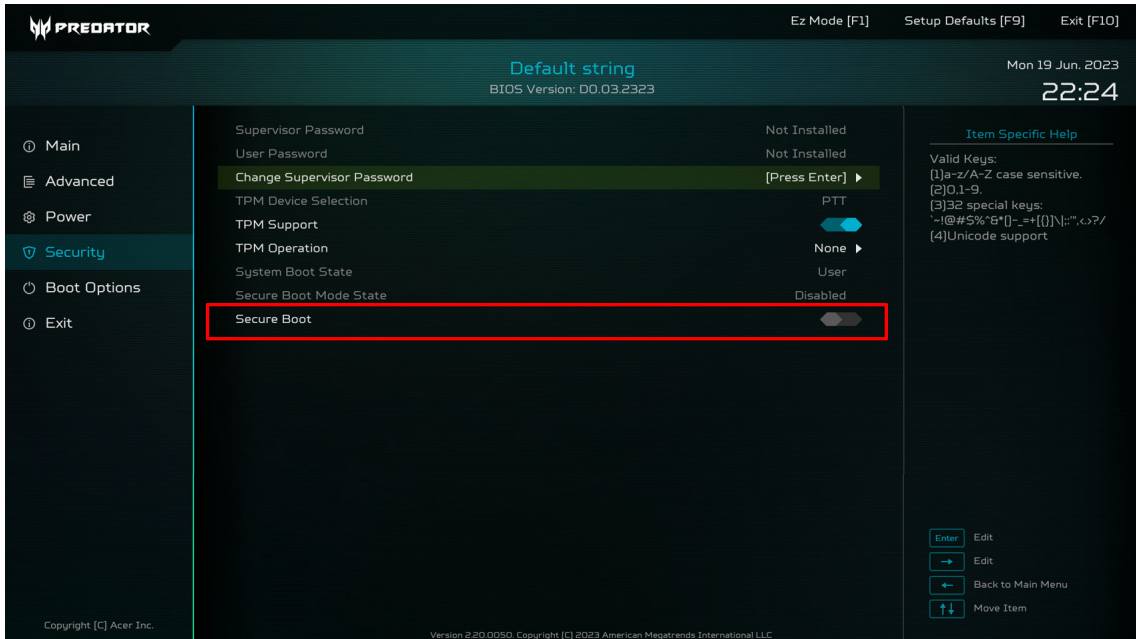 PREDATOR
Ez Mode [F1] Setup Defaults [F9] Exit [F10]
Default string
BIOS Version: D0.03.2323
Mon 19 Jun. 2023
22:24
Main
Advanced
Power
Security
Boot Options
Exit
Supervisor Password Not Installed
User Password Not Installed
Change Supervisor Password [Press Enter]
TPM Device Selection PTT
TPM Support
TPM Operation None
System Boot State User
Secure Boot Mode State Disabled
Secure Boot
Item Specific Help
Valid Keys:
(1)a-z/A-Z case sensitive.
(2)0,1-9.
(3)32 special keys:
`~!@#$%^&*()-_=+[{}]\|;:'",<.>?/
(4)Unicode support
Enter Edit
→ Edit
← Back to Main Menu
↑↓ Move Item
Copyright (C) Acer Inc.
Version 2.20.0050. Copyright (C) 2023 American Megatrends International LLC